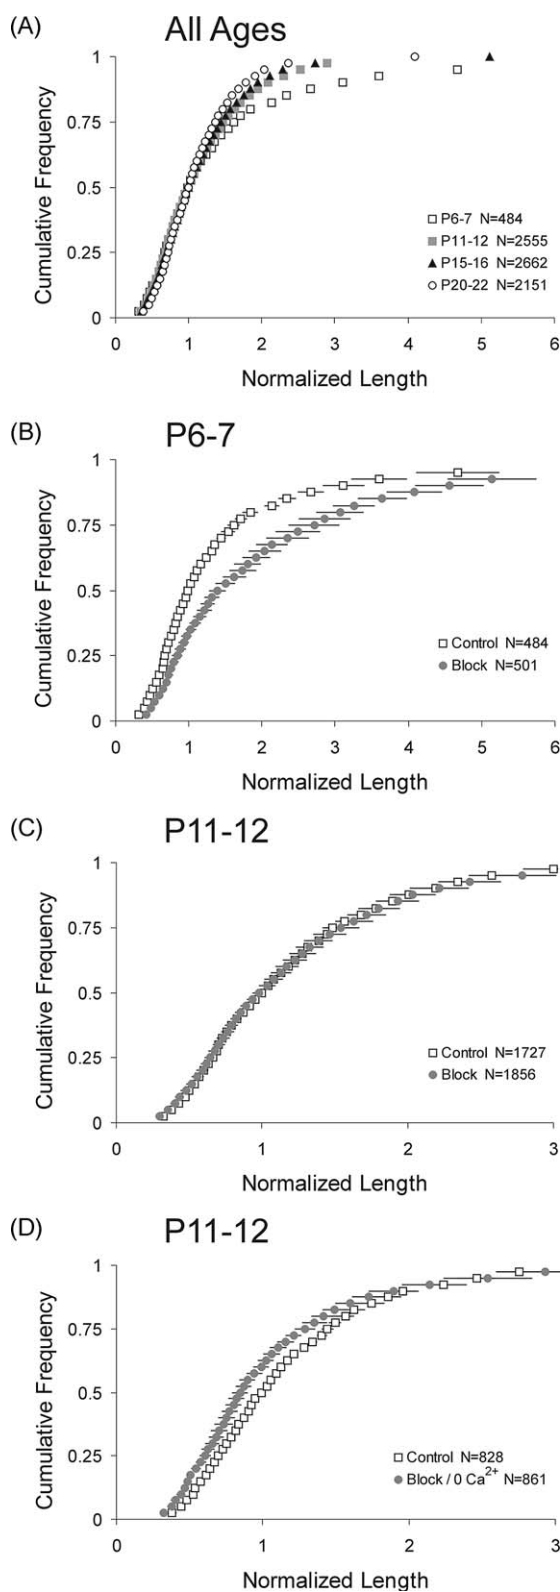 (A)
All Ages
1
0.75
0.5
0.25
0
Cumulative Frequency
P6-7 N=484
P11-12 N=2555
P15-16 N=2662
P20-22 N=2151
0 1 2 3 4 5 6
Normalized Length
(B)
P6-7
1
0.75
0.5
0.25
0
Cumulative Frequency
Control N=484
Block N=501
0 1 2 3 4 5 6
Normalized Length
(C)
P11-12
1
0.75
0.5
0.25
0
Cumulative Frequency
Control N=1727
Block N=1856
0 1 2 3
Normalized Length
(D)
P11-12
1
0.75
0.5
0.25
0
Cumulative Frequency
Control N=828
Block / 0 Ca²⁺ N=861
0 1 2 3
Normalized Length